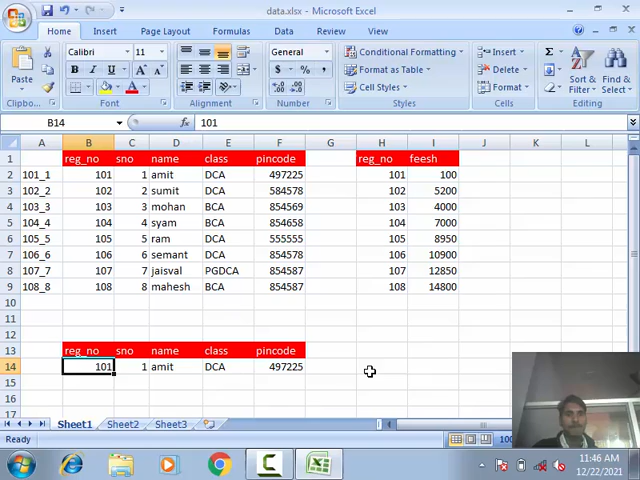 data.xlsx - Microsoft Excel
Home Insert Page Layout Formulas Data Review View
Calibri 11 General Conditional Formatting Insert Σ
Paste B I U A A $ % , Format as Table Delete Sort & Filter Find & Select
A Cell Styles Format
Clipboard Font Alignment Number Styles Cells Editing
B14 fx 101
A B C D E F G H I J K L
1 reg_no sno name class pincode reg_no feesh
2 101_1 101 1 amit DCA 497225 101 100
3 102_2 102 2 sumit DCA 584578 102 5200
4 103_3 103 3 mohan BCA 854569 103 4000
5 104_4 104 4 syam BCA 854658 104 7000
6 105_5 105 5 ram DCA 555555 105 8950
7 106_6 106 6 semant DCA 854578 106 10900
8 107_7 107 7 jaisval PGDCA 854587 107 12850
9 108_8 108 8 mahesh BCA 854587 108 14800
10
11
12
13 reg_no sno name class pincode
14 101 1 amit DCA 497225
15
16
17
Sheet1 Sheet2 Sheet3
Ready
11:46 AM
12/22/2021